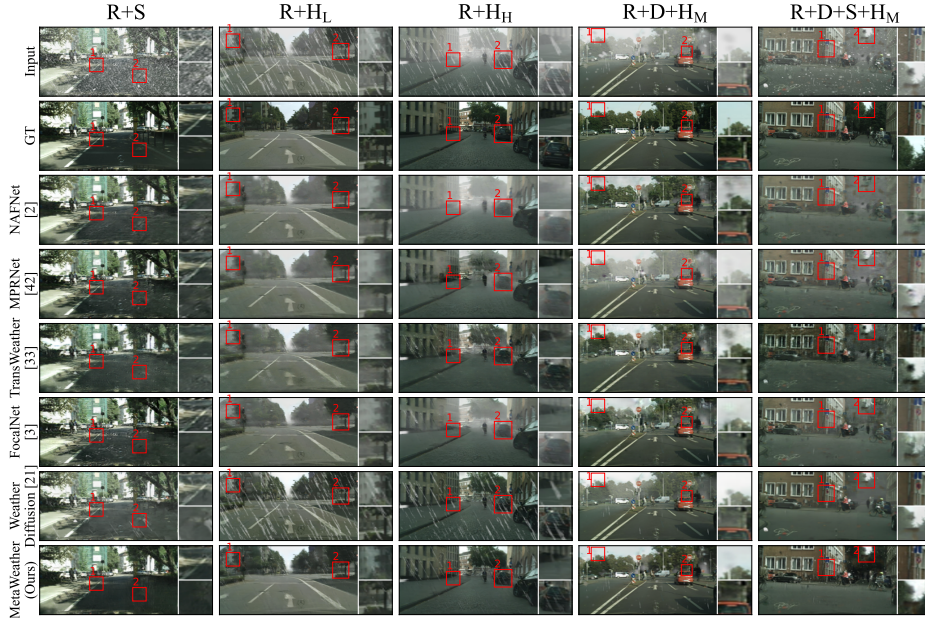 R+S R+H_L R+H_H R+D+H_M R+D+S+H_M
Input
GT
NAFNet
[2]
MPRNet
[42]
TransWeather
[33]
FocalNet
[3]
Weather
Diffusion [21]
MetaWeather
(Ours)